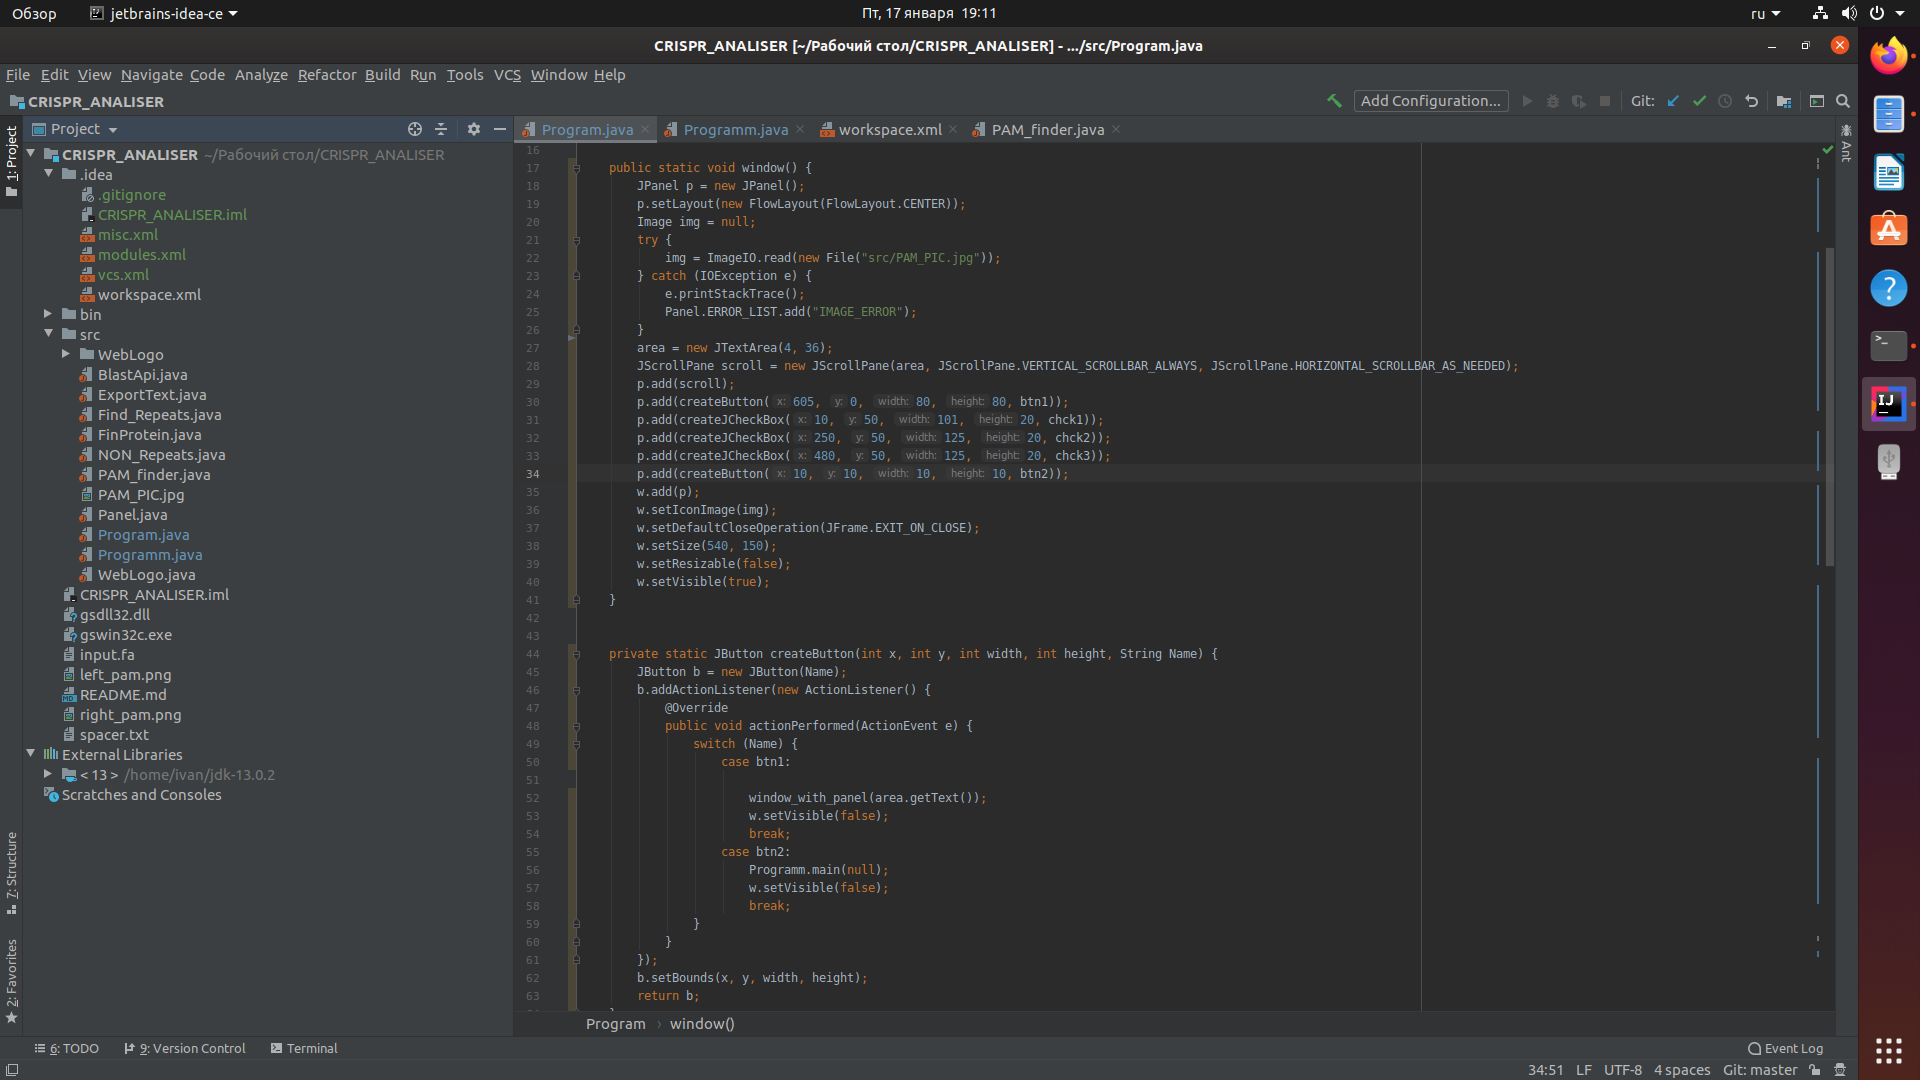 Обзор jetbrains-idea-ce Пт, 17 января 19:11 ru
CRISPR_ANALISER [~/Рабочий стол/CRISPR_ANALISER] - .../src/Program.java
File Edit View Navigate Code Analyze Refactor Build Run Tools VCS Window Help
CRISPR_ANALISER Add Configuration... Git:
Project
Program.java Programm.java workspace.xml PAM_finder.java
1: Project
7: Structure
2: Favorites
Ant
CRISPR_ANALISER ~/Рабочий стол/CRISPR_ANALISER
.idea
.gitignore
CRISPR_ANALISER.iml
misc.xml
modules.xml
vcs.xml
workspace.xml
bin
src
WebLogo
BlastApi.java
ExportText.java
Find_Repeats.java
FinProtein.java
NON_Repeats.java
PAM_finder.java
PAM_PIC.jpg
Panel.java
Program.java
Programm.java
WebLogo.java
CRISPR_ANALISER.iml
gsdll32.dll
gswin32c.exe
input.fa
left_pam.png
README.md
right_pam.png
spacer.txt
External Libraries
< 13 > /home/ivan/jdk-13.0.2
Scratches and Consoles
16
17 public static void window() {
18 JPanel p = new JPanel();
19 p.setLayout(new FlowLayout(FlowLayout.CENTER));
20 Image img = null;
21 try {
22 img = ImageIO.read(new File("src/PAM_PIC.jpg"));
23 } catch (IOException e) {
24 e.printStackTrace();
25 Panel.ERROR_LIST.add("IMAGE_ERROR");
26 }
27 area = new JTextArea(4, 36);
28 JScrollPane scroll = new JScrollPane(area, JScrollPane.VERTICAL_SCROLLBAR_ALWAYS, JScrollPane.HORIZONTAL_SCROLLBAR_AS_NEEDED);
29 p.add(scroll);
30 p.add(createButton( x: 605, y: 0, width: 80, height: 80, btn1));
31 p.add(createJCheckBox( x: 10, y: 50, width: 101, height: 20, chck1));
32 p.add(createJCheckBox( x: 250, y: 50, width: 125, height: 20, chck2));
33 p.add(createJCheckBox( x: 480, y: 50, width: 125, height: 20, chck3));
34 p.add(createButton( x: 10, y: 10, width: 10, height: 10, btn2));
35 w.add(p);
36 w.setIconImage(img);
37 w.setDefaultCloseOperation(JFrame.EXIT_ON_CLOSE);
38 w.setSize(540, 150);
39 w.setResizable(false);
40 w.setVisible(true);
41 }
42
43
44 private static JButton createButton(int x, int y, int width, int height, String Name) {
45 JButton b = new JButton(Name);
46 b.addActionListener(new ActionListener() {
47 @Override
48 public void actionPerformed(ActionEvent e) {
49 switch (Name) {
50 case btn1:
51
52 window_with_panel(area.getText());
53 w.setVisible(false);
54 break;
55 case btn2:
56 Programm.main(null);
57 w.setVisible(false);
58 break;
59 }
60 }
61 });
62 b.setBounds(x, y, width, height);
63 return b;
Program › window()
6: TODO 9: Version Control Terminal Event Log
34:51 LF UTF-8 4 spaces Git: master